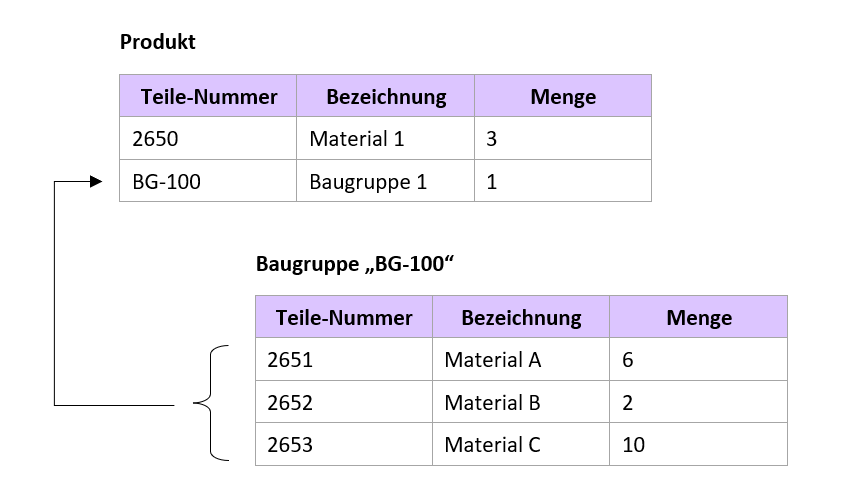 Produkt
Teile-Nummer Bezeichnung Menge
2650 Material 1 3
BG-100 Baugruppe 1 1
Baugruppe „BG-100“
Teile-Nummer Bezeichnung Menge
2651 Material A 6
2652 Material B 2
2653 Material C 10